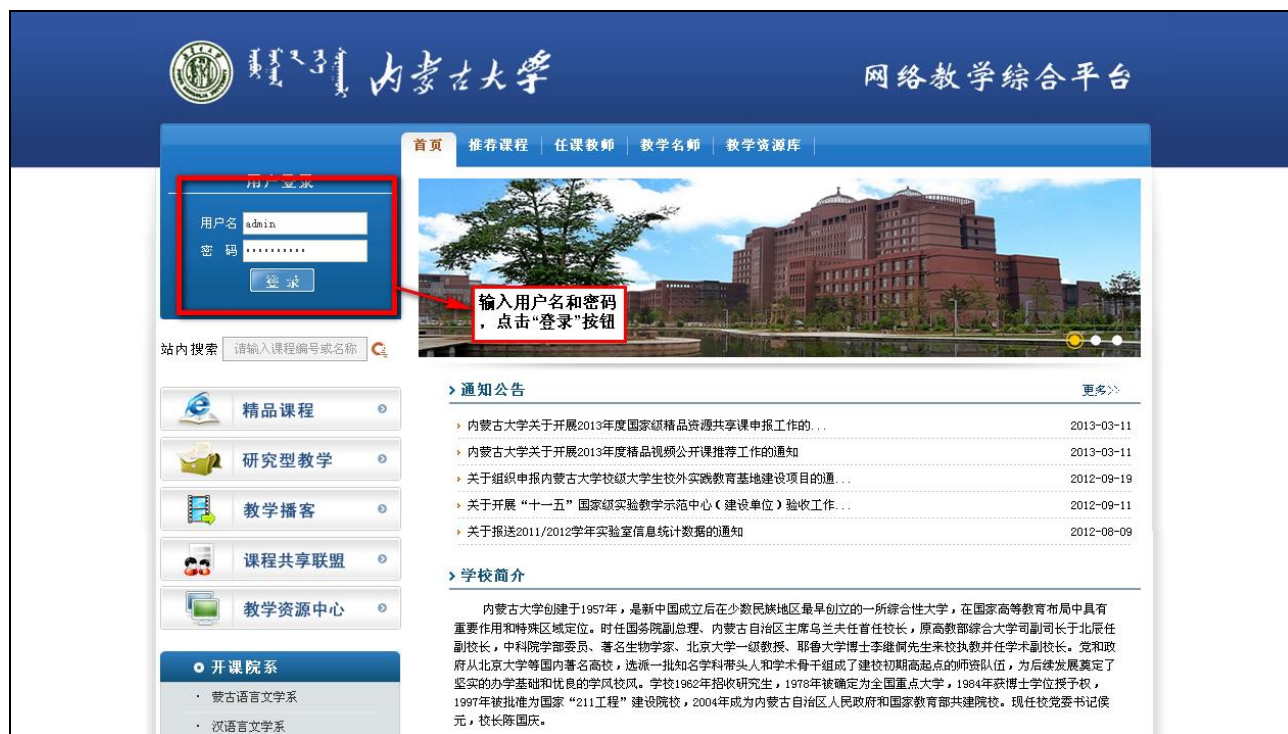 内蒙古大学
网络教学综合平台
首页 推荐课程 任课教师 教学名师 教学资源库
用户登录
用户名 admin
密 码 ··········
登录
输入用户名和密码
，点击“登录”按钮
站内搜索 请输入课程编号或名称
精品课程
研究型教学
教学播客
课程共享联盟
教学资源中心
开课院系
· 蒙古语言文学系
· 汉语言文学系
通知公告 更多>>
内蒙古大学关于开展2013年度国家级精品资源共享课申报工作的... 2013-03-11
内蒙古大学关于开展2013年度精品视频公开课推荐工作的通知 2013-03-11
关于组织申报内蒙古大学校级大学生校外实践教育基地建设项目的通... 2012-09-19
关于开展“十一五”国家级实验教学示范中心（建设单位）验收工作... 2012-09-11
关于报送2011/2012学年实验室信息统计数据的通知 2012-08-09
学校简介
内蒙古大学创建于1957年，是新中国成立后在少数民族地区最早创立的一所综合性大学，在国家高等教育布局中具有
重要作用和特殊区域定位。时任国务院副总理、内蒙古自治区主席乌兰夫任首任校长，原高教部综合大学司副司长于北辰任
副校长，中科院学部委员、著名生物学家、北京大学一级教授、耶鲁大学博士李继侗先生来校执教并任学术副校长。党和政
府从北京大学等国内著名高校，选派一批知名学科带头人和学术骨干组成了建校初期高起点的师资队伍，为后续发展奠定了
坚实的办学基础和优良的学风校风。学校1962年招收研究生，1978年被确定为全国重点大学，1984年获博士学位授予权，
1997年被批准为国家“211工程”建设院校，2004年成为内蒙古自治区人民政府和国家教育部共建院校。现任校党委书记侯
元，校长陈国庆。